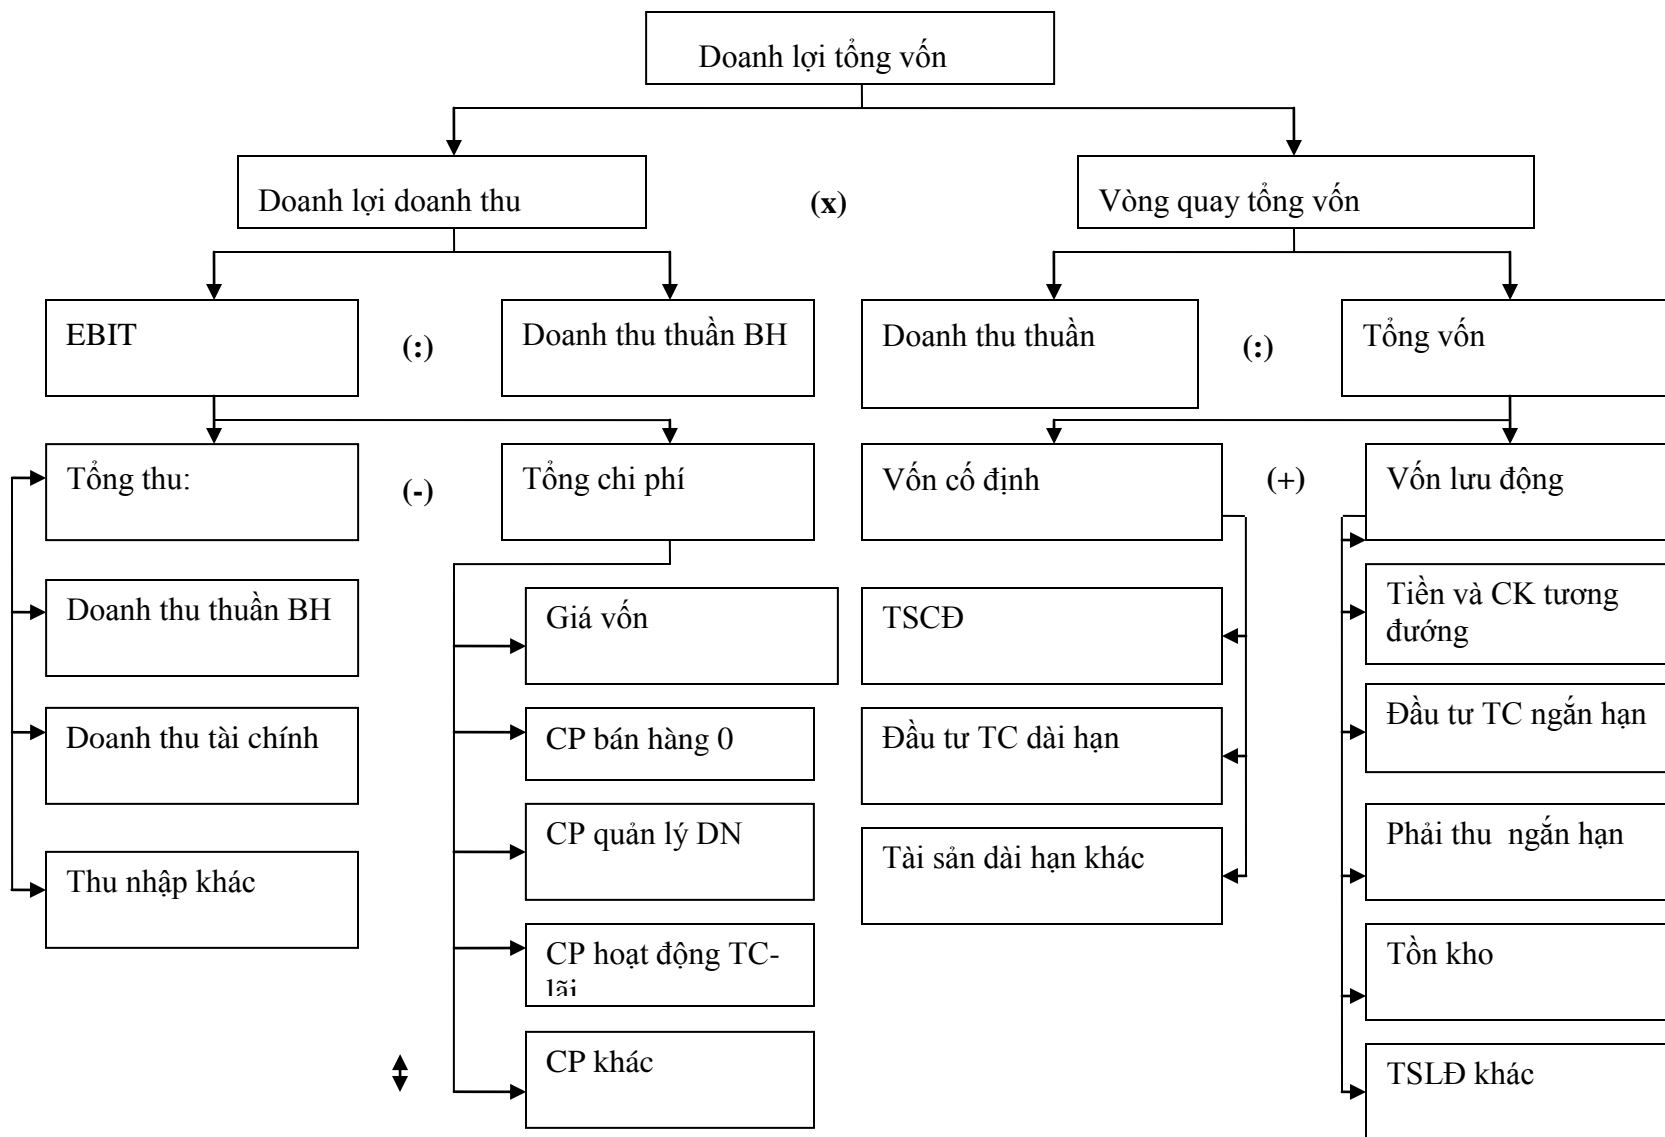 Doanh lợi tổng vốn
Doanh lợi doanh thu
(x)
Vòng quay tổng vốn
EBIT
(:)
Doanh thu thuần BH
Doanh thu thuần
(:)
Tổng vốn
Tổng thu:
(-)
Tổng chi phí
Vốn cố định
(+)
Vốn lưu động
Doanh thu thuần BH
Giá vốn
TSCĐ
Tiền và CK tương
đướng
Doanh thu tài chính
CP bán hàng 0
Đầu tư TC dài hạn
Đầu tư TC ngắn hạn
Thu nhập khác
CP quản lý DN
Tài sản dài hạn khác
Phải thu  ngắn hạn
CP hoạt động TC-
lãi
Tồn kho
CP khác
TSLĐ khác